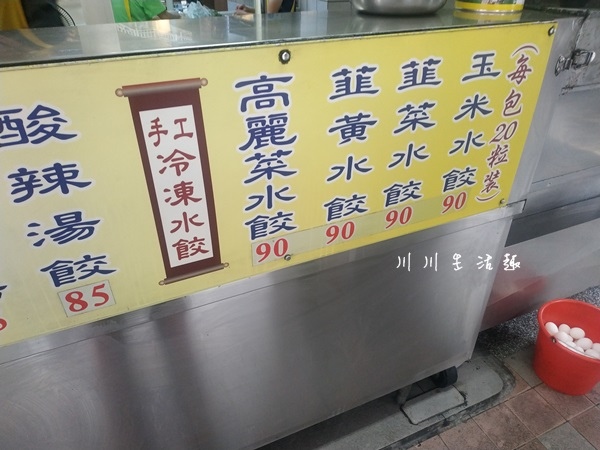 (每包20粒裝)
玉米水餃
90
韮菜水餃
90
韮黃水餃
90
高麗菜水餃
90
手工
冷凍水餃
酸辣湯餃
85
川川生活趣